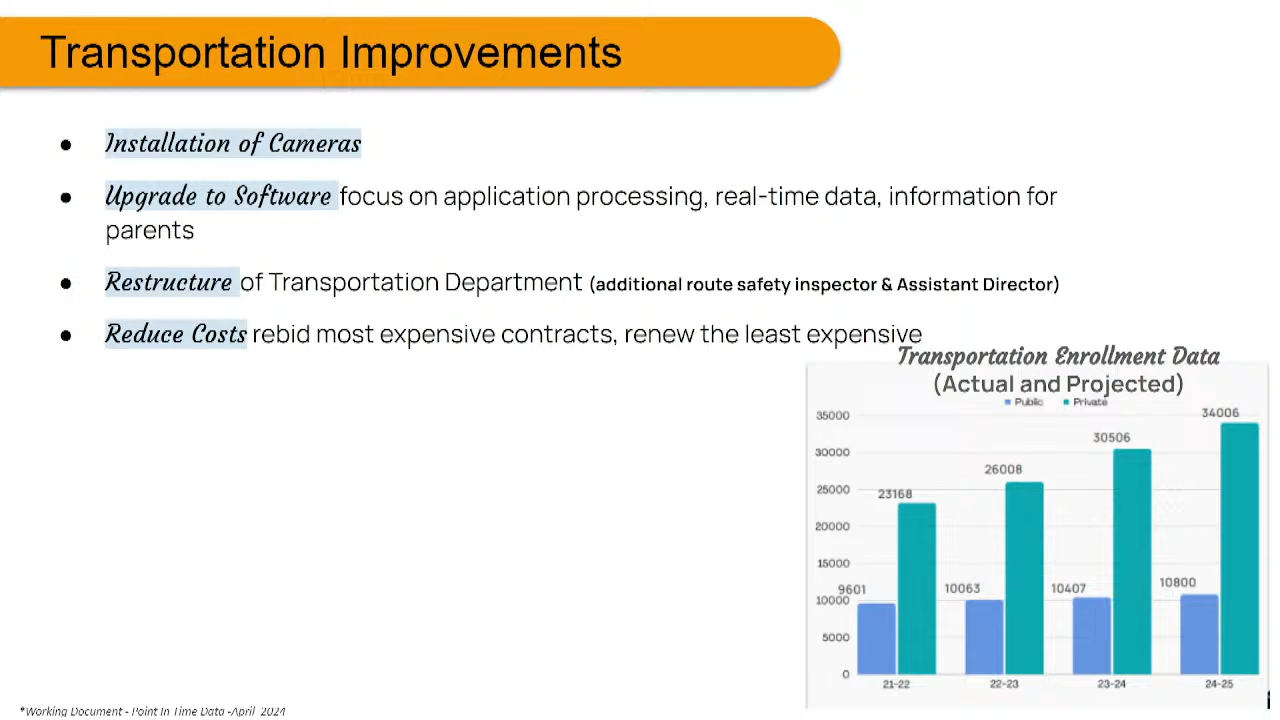 Transportation Improvements
● Installation of Cameras
● Upgrade to Software focus on application processing, real-time data, information for
parents
● Restructure of Transportation Department (additional route safety inspector & Assistant Director)
● Reduce Costs rebid most expensive contracts, renew the least expensive
Transportation Enrollment Data
(Actual and Projected)
Public Private
35000
30000
25000
20000
15000
10000
5000
0
9601
23168
10063
26008
10407
30506
10800
34006
21-22 22-23 23-24 24-25
*Working Document - Point In Time Data -April 2024